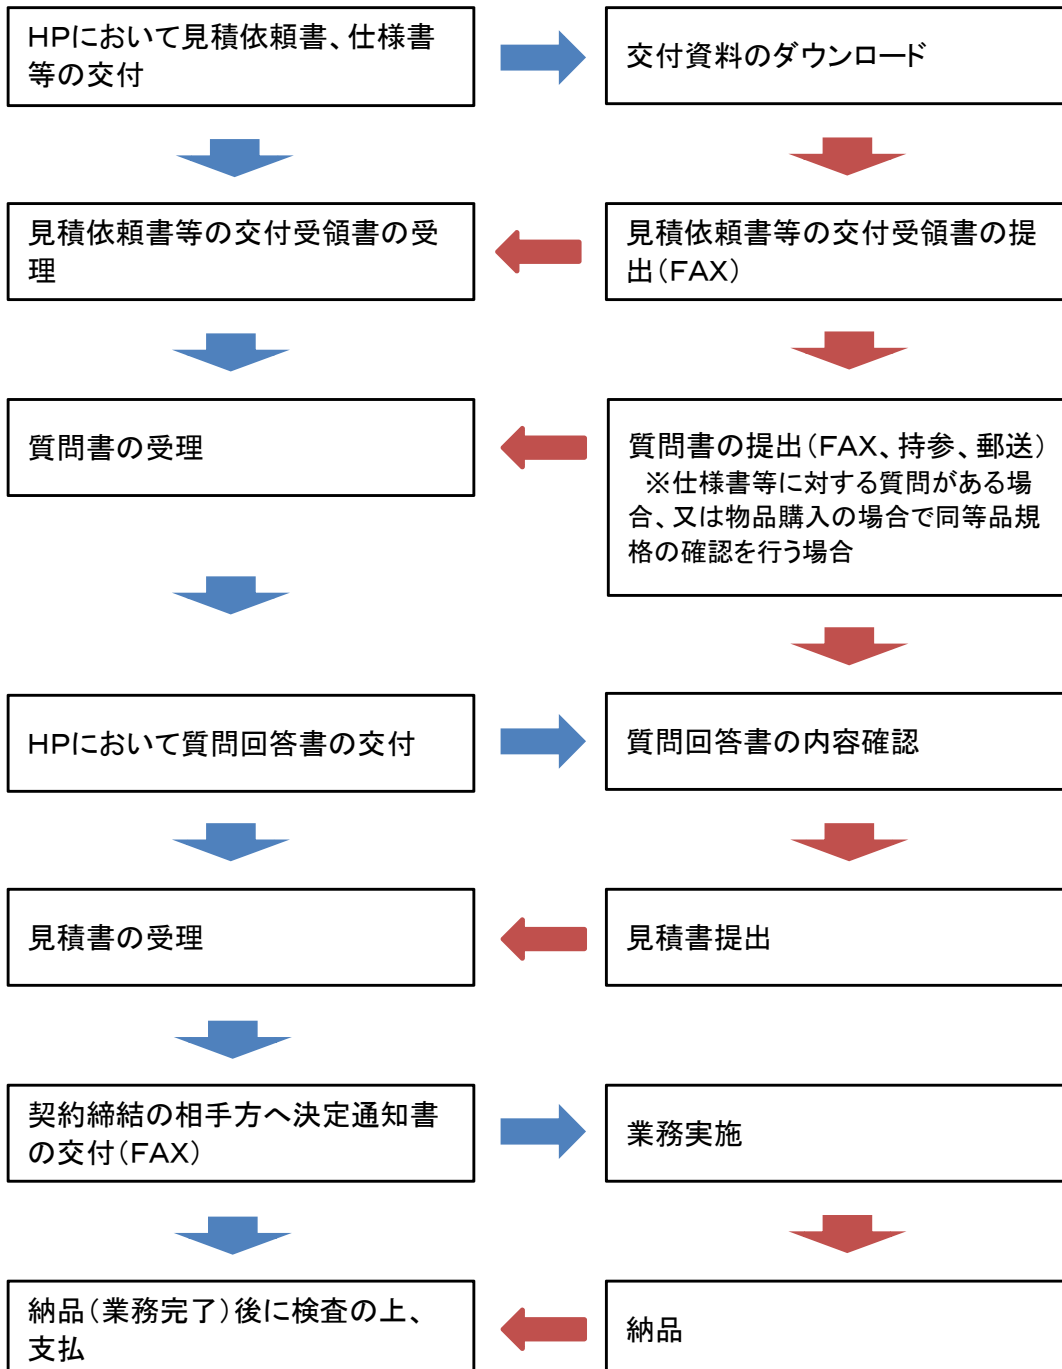 HPにおいて見積依頼書、仕様書
等の交付
交付資料のダウンロード
見積依頼書等の交付受領書の受
理
見積依頼書等の交付受領書の提
出（FAX）
質問書の受理
質問書の提出（FAX、持参、郵送）
※仕様書等に対する質問がある場
合、又は物品購入の場合で同等品規
格の確認を行う場合
HPにおいて質問回答書の交付
質問回答書の内容確認
見積書の受理
見積書提出
契約締結の相手方へ決定通知書
の交付（FAX）
業務実施
納品（業務完了）後に検査の上、
支払
納品